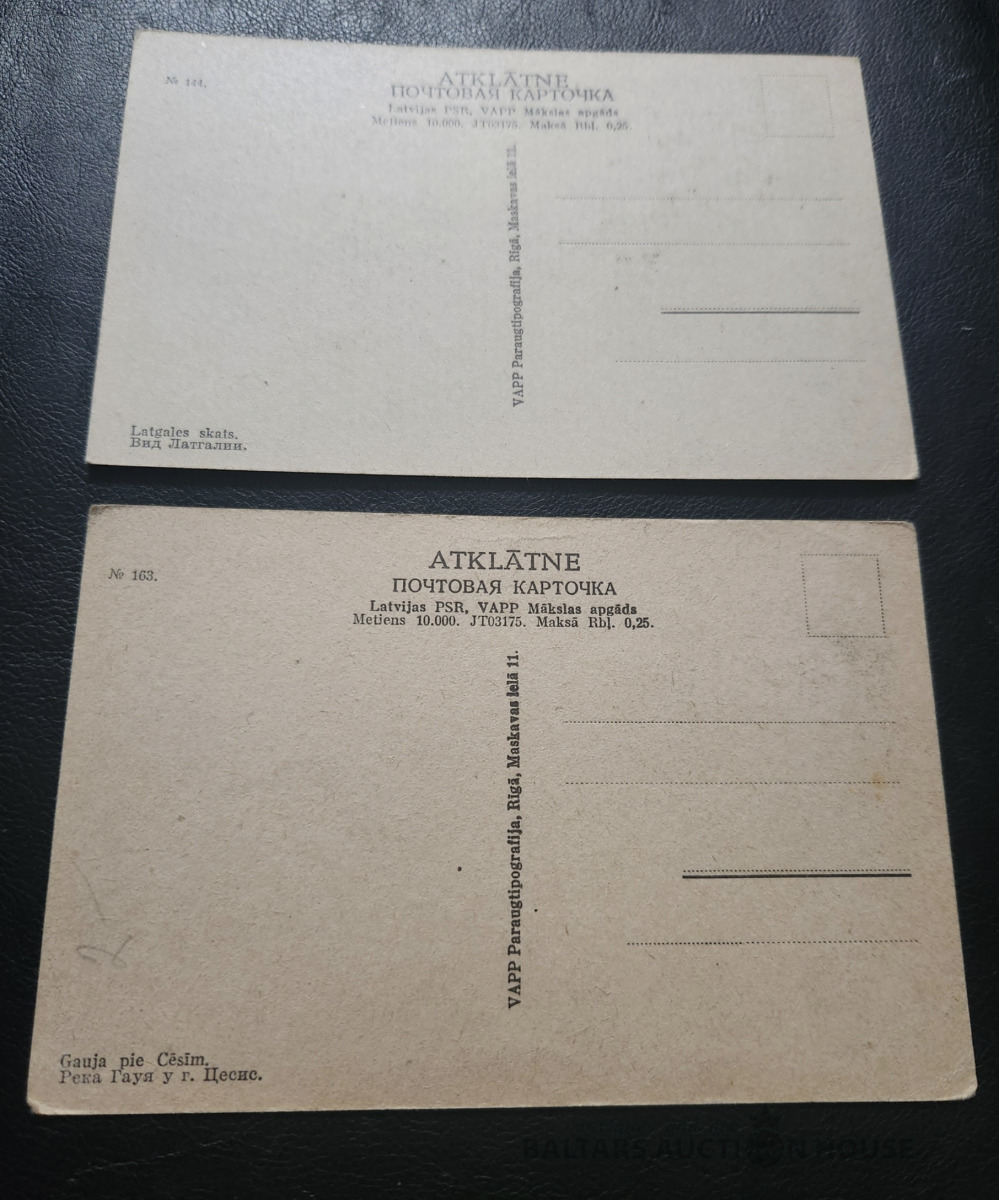 № 144.
ATKLĀTNE
ПОЧТОВАЯ КАРТОЧКА
Latvijas PSR, VAPP Mākslas apgāds
Metiens 10.000. JT03175. Maksā Rbļ. 0,25.
VAPP Paraugtipografija, Rīgā, Maskavas ielā 11.
Latgales skats.
Вид Латгалии.
№ 163.
ATKLĀTNE
ПОЧТОВАЯ КАРТОЧКА
Latvijas PSR, VAPP Mākslas apgāds
Metiens 10.000. JT03175. Maksā Rbļ. 0,25.
VAPP Paraugtipografija, Rīgā, Maskavas ielā 11.
Gauja pie Cēsīm.
Река Гауя у г. Цесис.
BALTARS AUCTION HOUSE